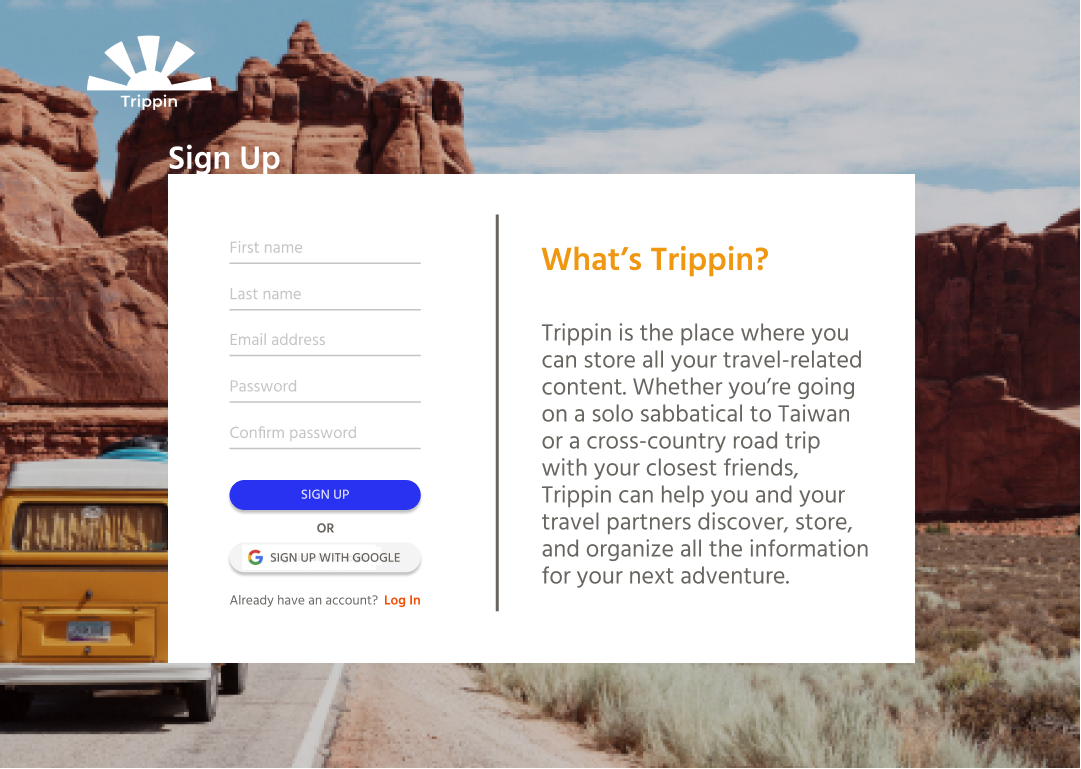 Trippin
Sign Up
First name
Last name
Email address
Password
Confirm password
SIGN UP
OR
SIGN UP WITH GOOGLE
Already have an account? Log In
What’s Trippin?
Trippin is the place where you
can store all your travel-related
content. Whether you’re going
on a solo sabbatical to Taiwan
or a cross-country road trip
with your closest friends,
Trippin can help you and your
travel partners discover, store,
and organize all the information
for your next adventure.